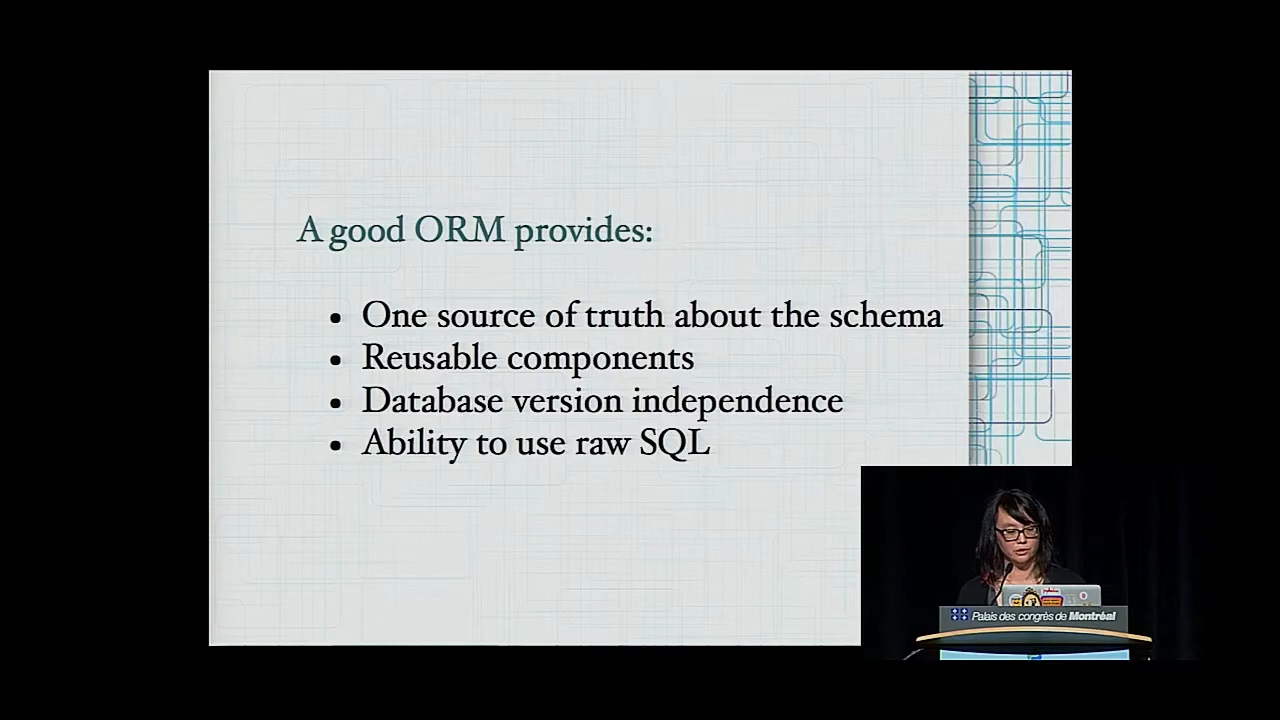 A good ORM provides:
• One source of truth about the schema
• Reusable components
• Database version independence
• Ability to use raw SQL
Palais des congrès de Montréal